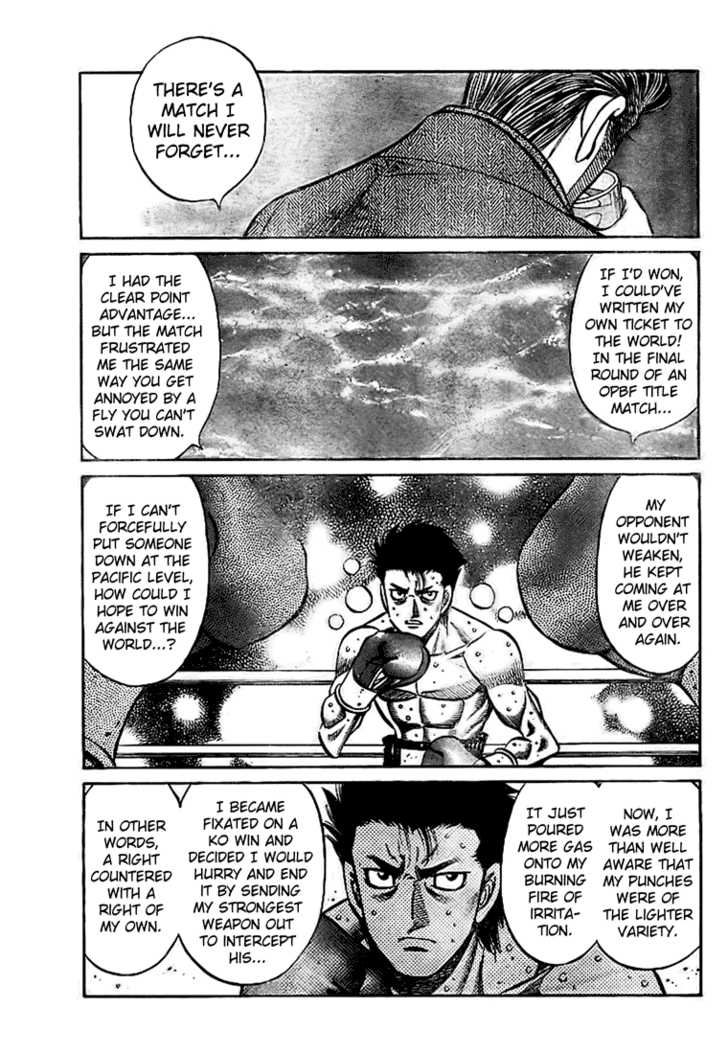 THERE'S A
MATCH I
WILL NEVER
FORGET...
IF I'D WON,
I COULD'VE
WRITTEN MY
OWN TICKET TO
THE WORLD!
IN THE FINAL
ROUND OF AN
OPBF TITLE
MATCH...
I HAD THE
CLEAR POINT
ADVANTAGE...
BUT THE MATCH
FRUSTRATED
ME THE SAME
WAY YOU GET
ANNOYED BY A
FLY YOU CAN'T
SWAT DOWN.
MY
OPPONENT
WOULDN'T
WEAKEN,
HE KEPT
COMING AT
ME OVER
AND OVER
AGAIN.
IF I CAN'T
FORCEFULLY
PUT SOMEONE
DOWN AT THE
PACIFIC LEVEL,
HOW COULD I
HOPE TO WIN
AGAINST THE
WORLD...?
NOW, I
WAS MORE
THAN WELL
AWARE THAT
MY PUNCHES
WERE OF
THE LIGHTER
VARIETY.
IT JUST
POURED
MORE GAS
ONTO MY
BURNING
FIRE OF
IRRITA-
TION.
I BECAME
FIXATED ON A
KO WIN AND
DECIDED I WOULD
HURRY AND END
IT BY SENDING
MY STRONGEST
WEAPON OUT
TO INTERCEPT
HIS...
IN OTHER
WORDS,
A RIGHT
COUNTERED
WITH A
RIGHT OF
MY OWN.